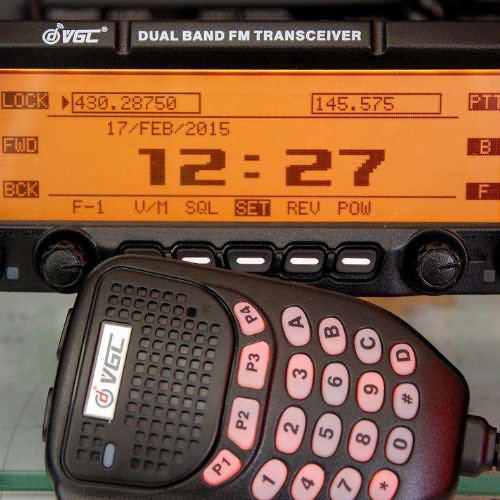 VGC DUAL BAND FM TRANSCEIVER
LOCK 430.28750 145.575 PTT
17/FEB/2015
FWD 12:27 B
BCK F
F-1 V/M SQL SET REV POW
VGC
P4 A B C D
P3 3 6 9 #
P2 2 5 8 0
P1 1 4 7 *